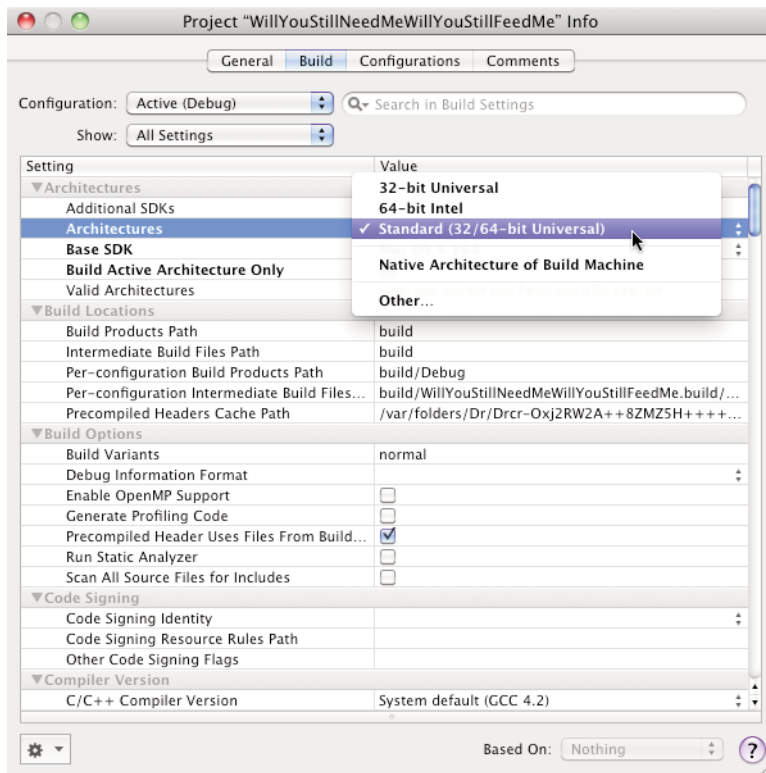 Project “WillYouStillNeedMeWillYouStillFeedMe” Info
General Build Configurations Comments
Configuration: Active (Debug) Search in Build Settings
Show: All Settings
Setting Value
Architectures
32-bit Universal
Additional SDKs
64-bit Intel
Architectures ✓ Standard (32/64-bit Universal)
Base SDK
Build Active Architecture Only Native Architecture of Build Machine
Valid Architectures
Other...
Build Locations
Build Products Path build
Intermediate Build Files Path build
Per-configuration Build Products Path build/Debug
Per-configuration Intermediate Build Files... build/WillYouStillNeedMeWillYouStillFeedMe.build/...
Precompiled Headers Cache Path /var/folders/Dr/Drcr-Oxj2RW2A++8ZMZ5H++++...
Build Options
Build Variants normal
Debug Information Format
Enable OpenMP Support
Generate Profiling Code
Precompiled Header Uses Files From Build...
Run Static Analyzer
Scan All Source Files for Includes
Code Signing
Code Signing Identity
Code Signing Resource Rules Path
Other Code Signing Flags
Compiler Version
C/C++ Compiler Version System default (GCC 4.2)
Based On: Nothing ?